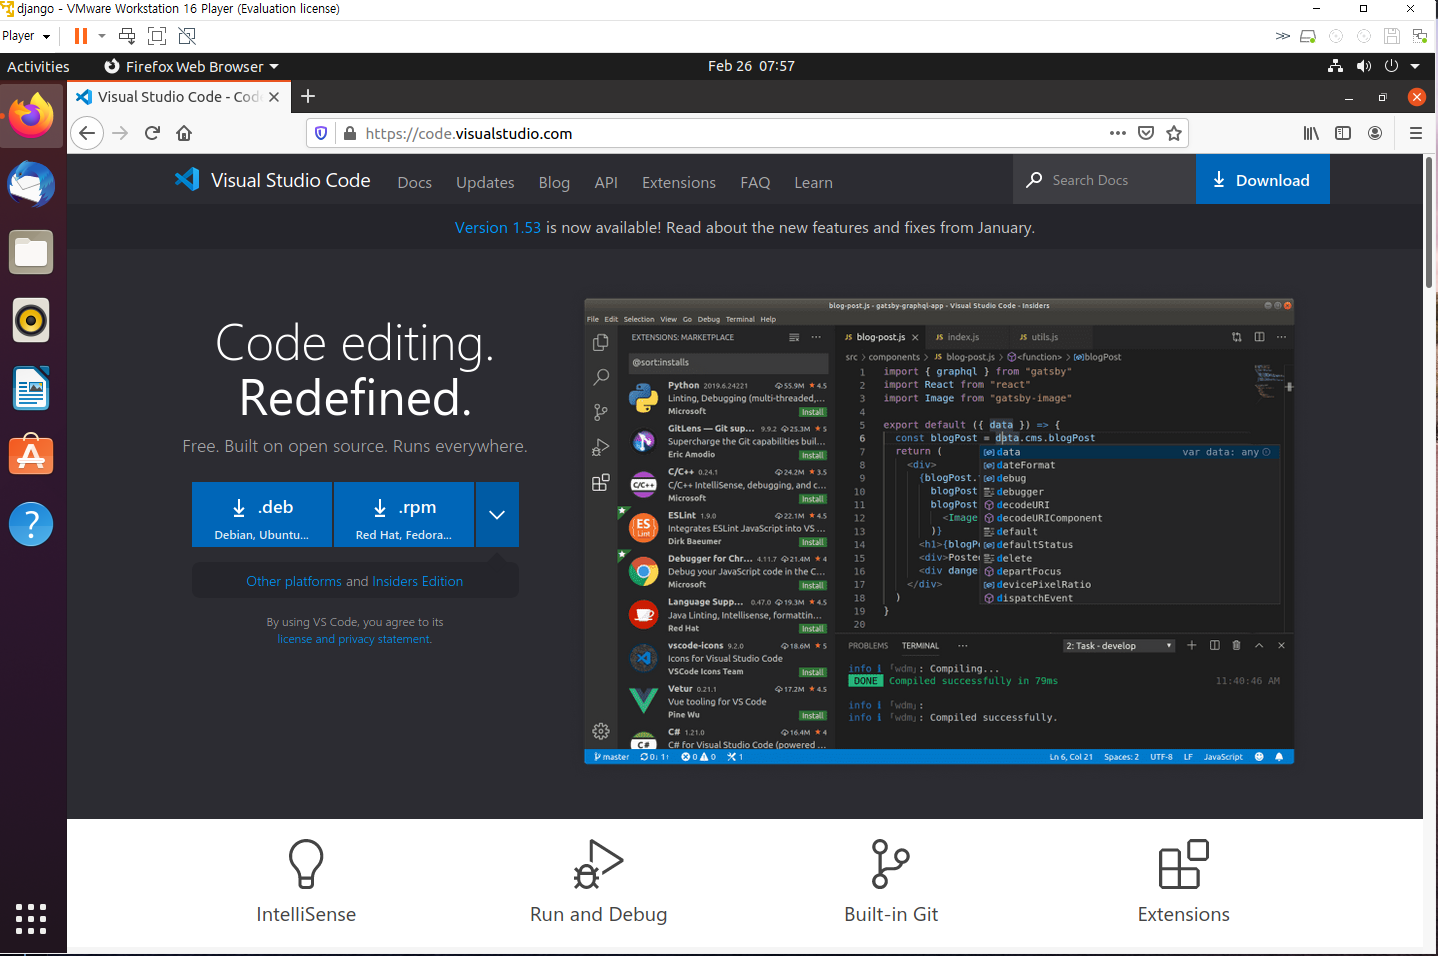 django - VMware Workstation 16 Player (Evaluation license)
Player
Activities
Firefox Web Browser
Feb 26 07:57
Visual Studio Code - Cod
https://code.visualstudio.com
Visual Studio Code
Docs
Updates
Blog
API
Extensions
FAQ
Learn
Search Docs
Download
Version 1.53 is now available! Read about the new features and fixes from January.
Code editing.
Redefined.
Free. Built on open source. Runs everywhere.
.deb
Debian, Ubuntu...
.rpm
Red Hat, Fedora...
Other platforms and Insiders Edition
By using VS Code, you agree to its
license and privacy statement.
blog-post.js - gatsby-graphql-app - Visual Studio Code - Insiders
File Edit Selection View Go Debug Terminal Help
EXTENSIONS: MARKETPLACE
@sort:installs
Python 2019.6.24221 55.9M 4.5
Linting, Debugging (multi-threaded,...
Microsoft Install
GitLens — Git sup... 9.9.2 25.3M 5
Supercharge the Git capabilities buil...
Eric Amodio Install
C/C++ 0.24.1 24.2M 3.5
C/C++ IntelliSense, debugging, and c...
Microsoft Install
ESLint 1.9.0 22.1M 4.5
Integrates ESLint JavaScript into VS ...
Dirk Baeumer Install
Debugger for Chr... 4.11.7 21.4M 4
Debug your JavaScript code in the C...
Microsoft Install
Language Supp... 0.47.0 19.3M 4.5
Java Linting, Intellisense, formattin...
Red Hat Install
vscode-icons 9.2.0 18.6M 5
Icons for Visual Studio Code
VSCode Icons Team Install
Vetur 0.21.1 17.2M 4.5
Vue tooling for VS Code
Pine Wu Install
C# 1.21.0 16.4M 4
C# for Visual Studio Code (powered ...
JS blog-post.js
JS index.js
JS utils.js
src > components > JS blog-post.js > <function> > blogPost
1 import { graphql } from "gatsby"
2 import React from "react"
3 import Image from "gatsby-image"
4
5 export default ({ data }) => {
6 const blogPost = data.cms.blogPost
7 return (
8 <div>
9 {blogPost.
10 blogPost
11 blogPost
12 <Image
13 )}
14 <h1>{blogP
15 <div>Poste
16 <div dange
17 </div>
18 )
19 }
20
data var data: any
dateFormat
debug
debugger
decodeURI
decodeURIComponent
default
defaultStatus
delete
departFocus
devicePixelRatio
dispatchEvent
PROBLEMS TERMINAL ... 2: Task - develop
info i ｢wdm｣: Compiling...
DONE Compiled successfully in 79ms 11:40:46 AM
info i ｢wdm｣:
info i ｢wdm｣: Compiled successfully.
master 0↓ 1↑ 0 0 1 Ln 6, Col 21 Spaces: 2 UTF-8 LF JavaScript
IntelliSense
Run and Debug
Built-in Git
Extensions